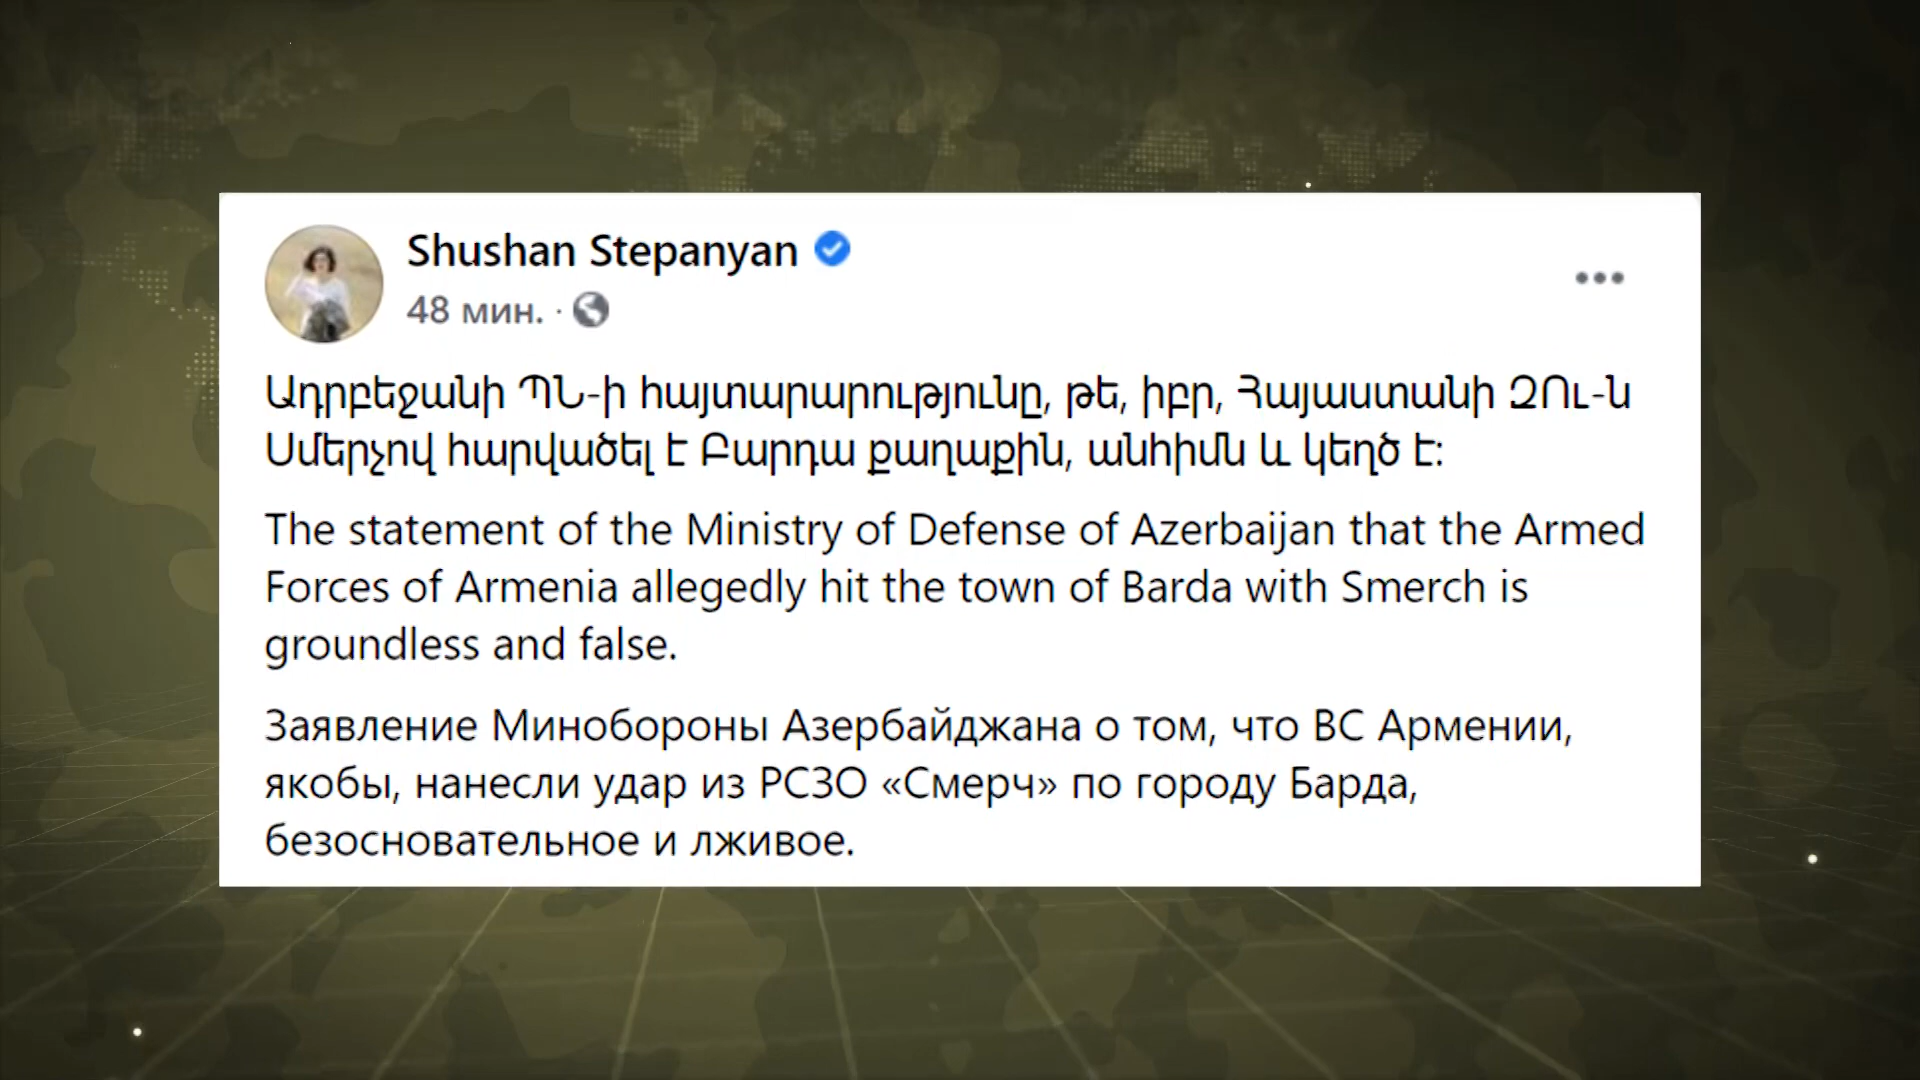 Shushan Stepanyan
48 мин. ·
Ադրբեջանի ՊՆ-ի հայտարարությունը, թե, իբր, Հայաստանի ԶՈւ-ն
Սմերչով հարվածել է Բարդա քաղաքին, անհիմն և կեղծ է:
The statement of the Ministry of Defense of Azerbaijan that the Armed
Forces of Armenia allegedly hit the town of Barda with Smerch is
groundless and false.
Заявление Минобороны Азербайджана о том, что ВС Армении,
якобы, нанесли удар из РСЗО «Смерч» по городу Барда,
безосновательное и лживое.